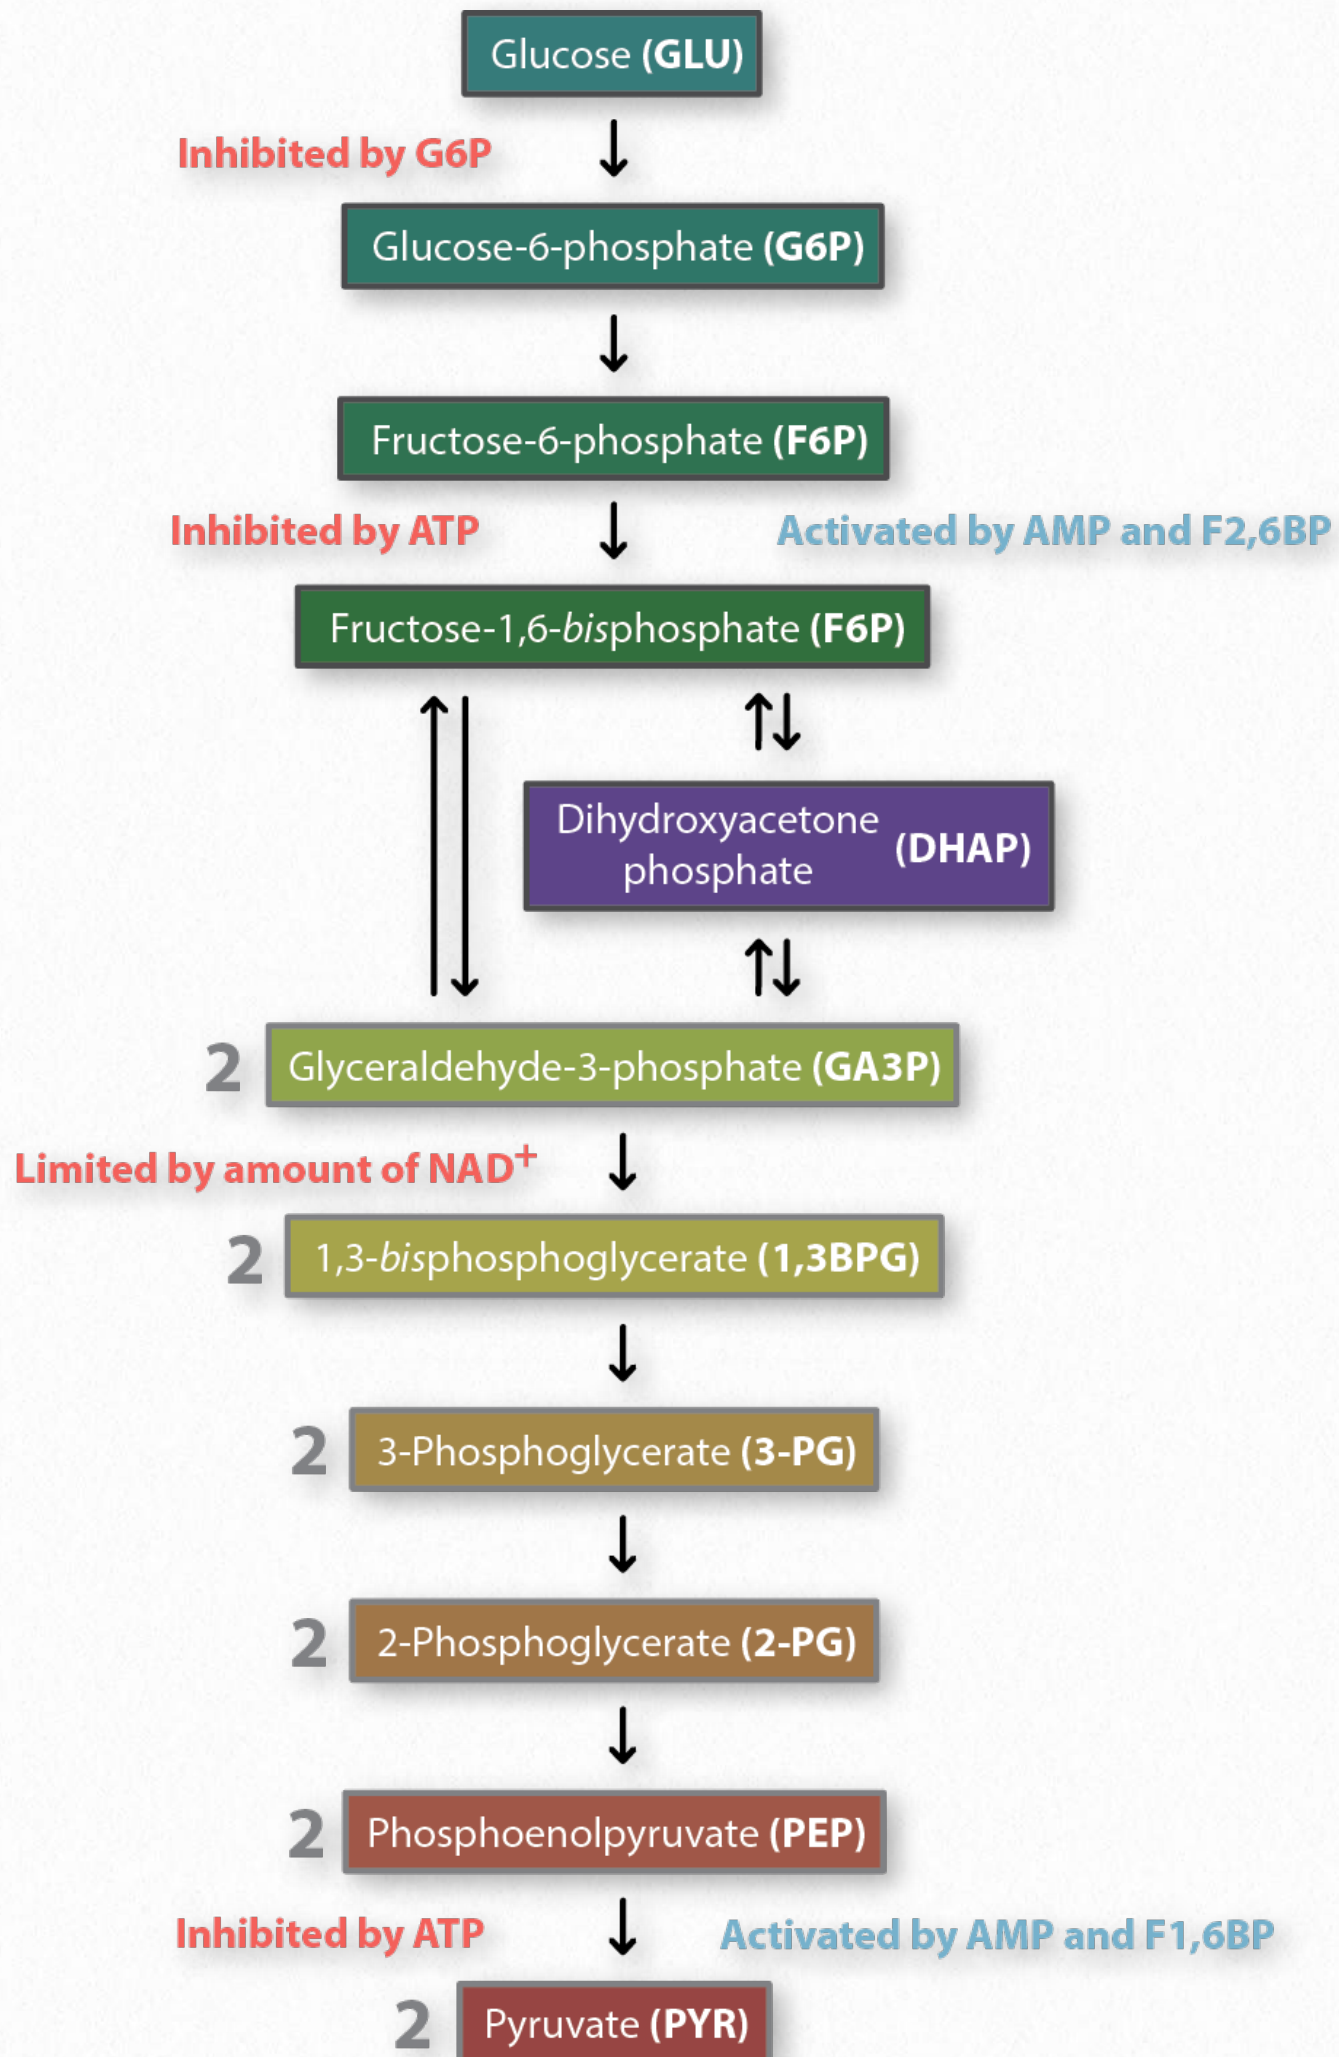 Glucose (GLU)
Inhibited by G6P
Glucose-6-phosphate (G6P)
Fructose-6-phosphate (F6P)
Inhibited by ATP
Activated by AMP and F2,6BP
Fructose-1,6-bisphosphate (F6P)
Dihydroxyacetone
phosphate
(DHAP)
2
Glyceraldehyde-3-phosphate (GA3P)
Limited by amount of NAD⁺
2
1,3-bisphosphoglycerate (1,3BPG)
2
3-Phosphoglycerate (3-PG)
2
2-Phosphoglycerate (2-PG)
2
Phosphoenolpyruvate (PEP)
Inhibited by ATP
Activated by AMP and F1,6BP
2
Pyruvate (PYR)